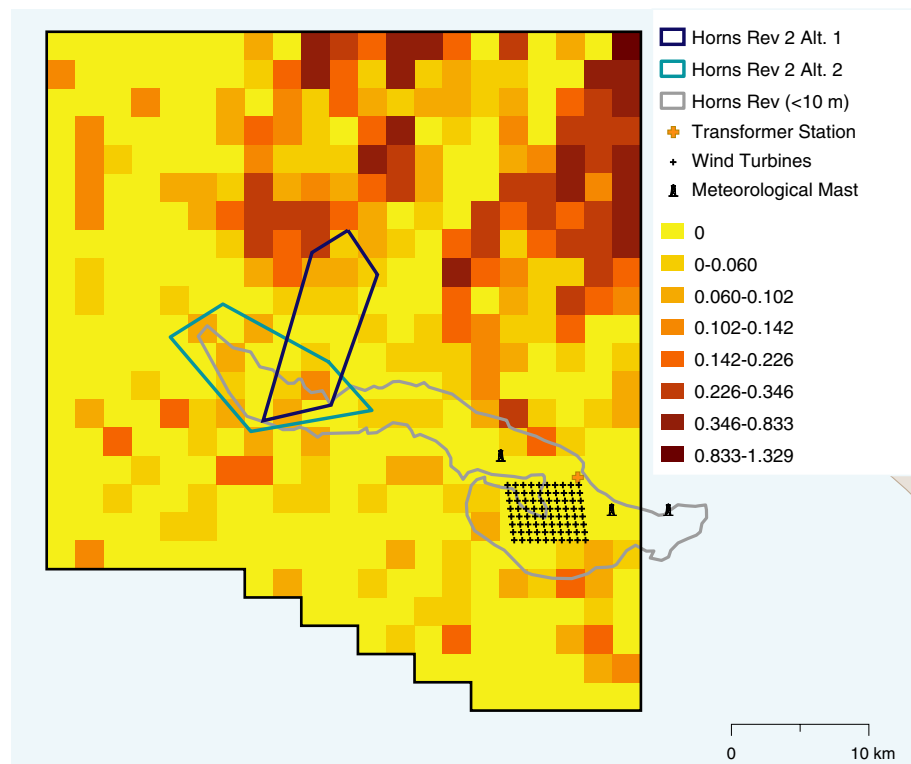 Horns Rev 2 Alt. 1
Horns Rev 2 Alt. 2
Horns Rev (<10 m)
Transformer Station
Wind Turbines
Meteorological Mast
0
0-0.060
0.060-0.102
0.102-0.142
0.142-0.226
0.226-0.346
0.346-0.833
0.833-1.329
0 10 km